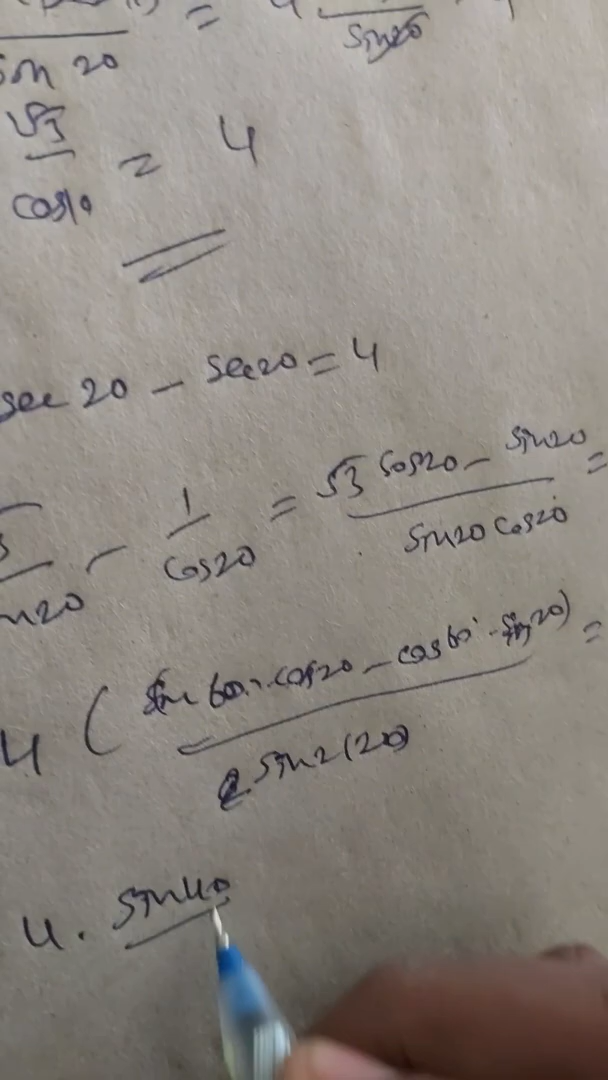 sin 20 = 4 sin20
√3 / cos10 = 4
sec 20 - sec20 = 4
sin20 - 1 / cos20 = √3 cos20 - sin20 / sin20 cos20 =
4 ( sin 60°. cos20 - cos60°. sin20) / sin2(20) =
4. sin40